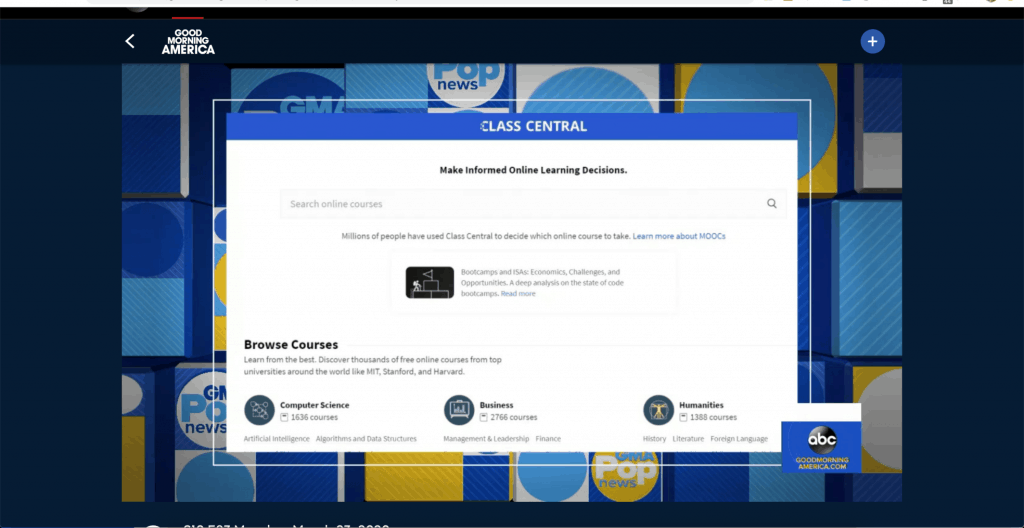 GOOD
MORNING
AMERICA
Pop
news
GMA
CLASS CENTRAL
Make Informed Online Learning Decisions.
Search online courses
Millions of people have used Class Central to decide which online course to take. Learn more about MOOCs
Bootcamps and ISAs: Economics, Challenges, and
Opportunities. A deep analysis on the state of code
bootcamps. Read more
Browse Courses
Learn from the best. Discover thousands of free online courses from top
universities around the world like MIT, Stanford, and Harvard.
Computer Science
1636 courses
Artificial Intelligence Algorithms and Data Structures
Business
2766 courses
Management & Leadership Finance
Humanities
1388 courses
History Literature Foreign Language
abc
GOODMORNING
AMERICA.COM
GMA
Pop
news